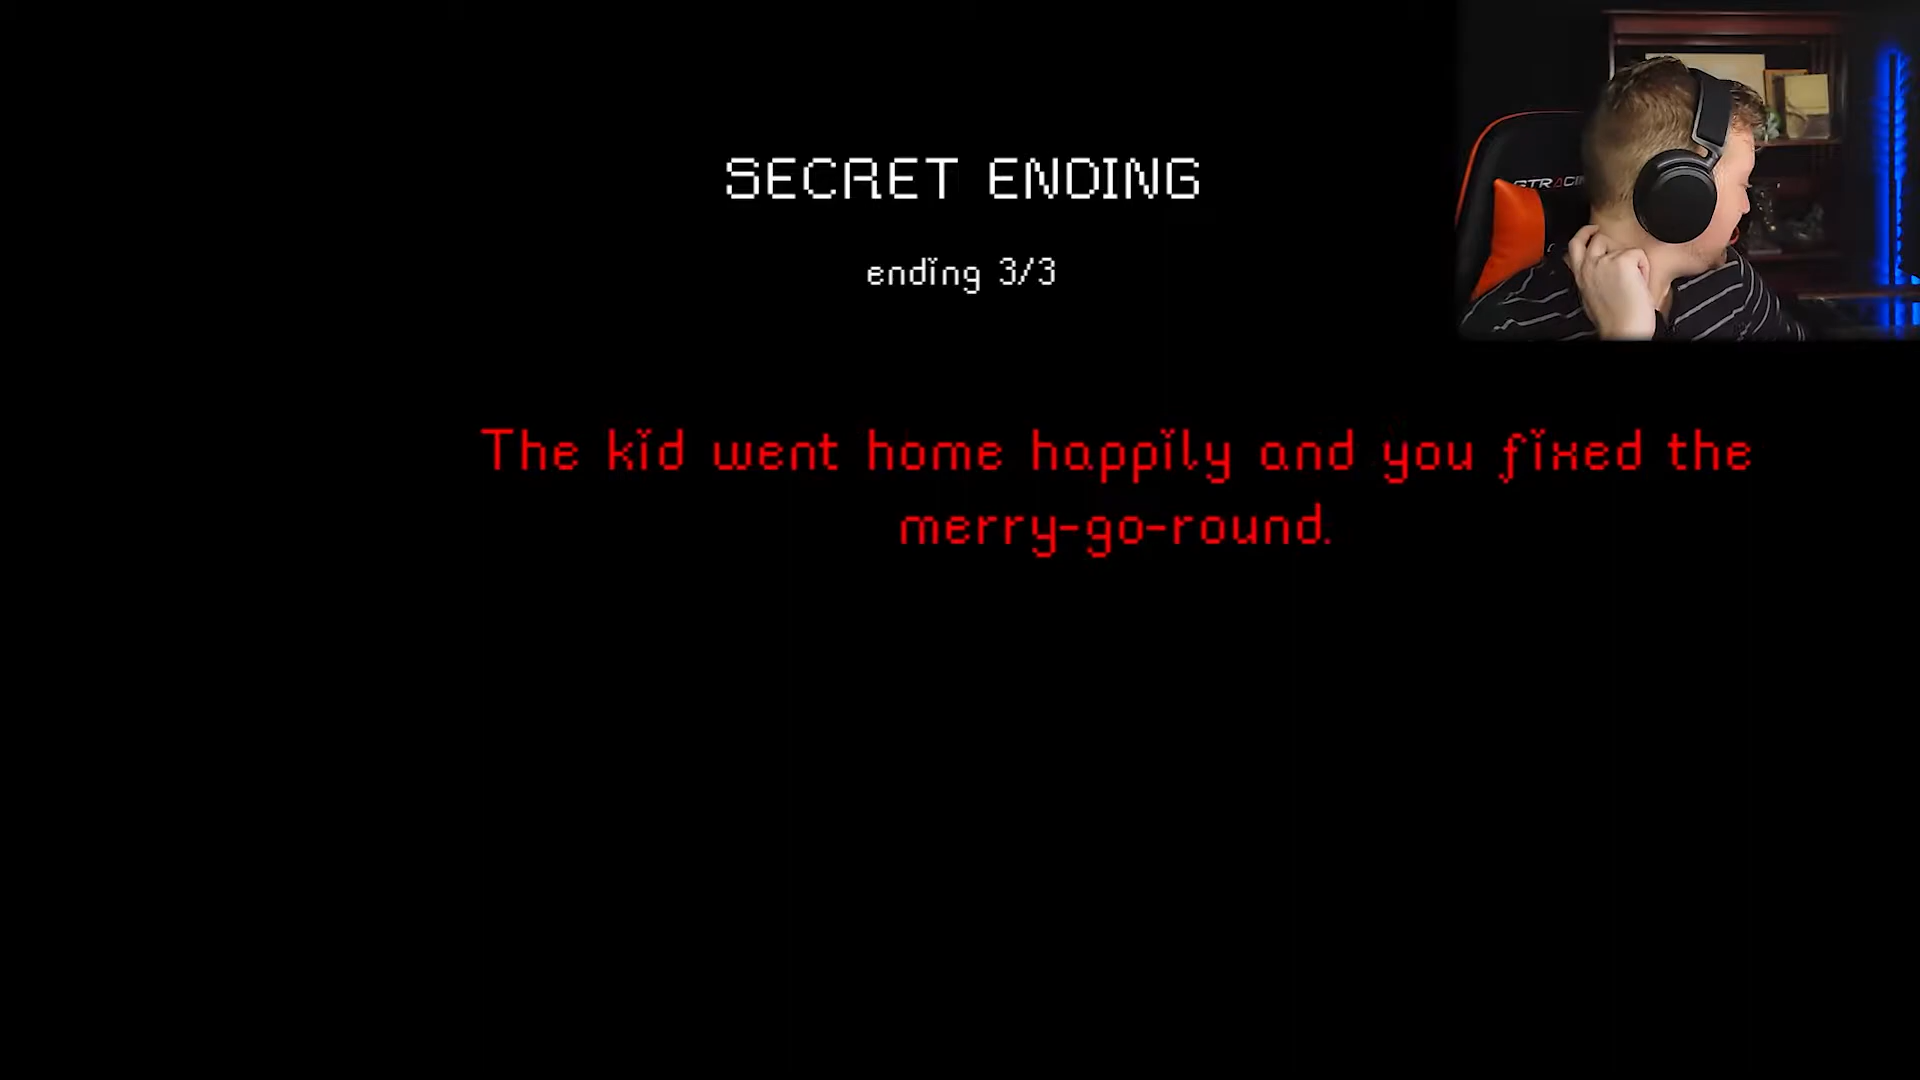 SECRET ENDING
ending 3/3
The kid went home happily and you fixed the
merry-go-round.